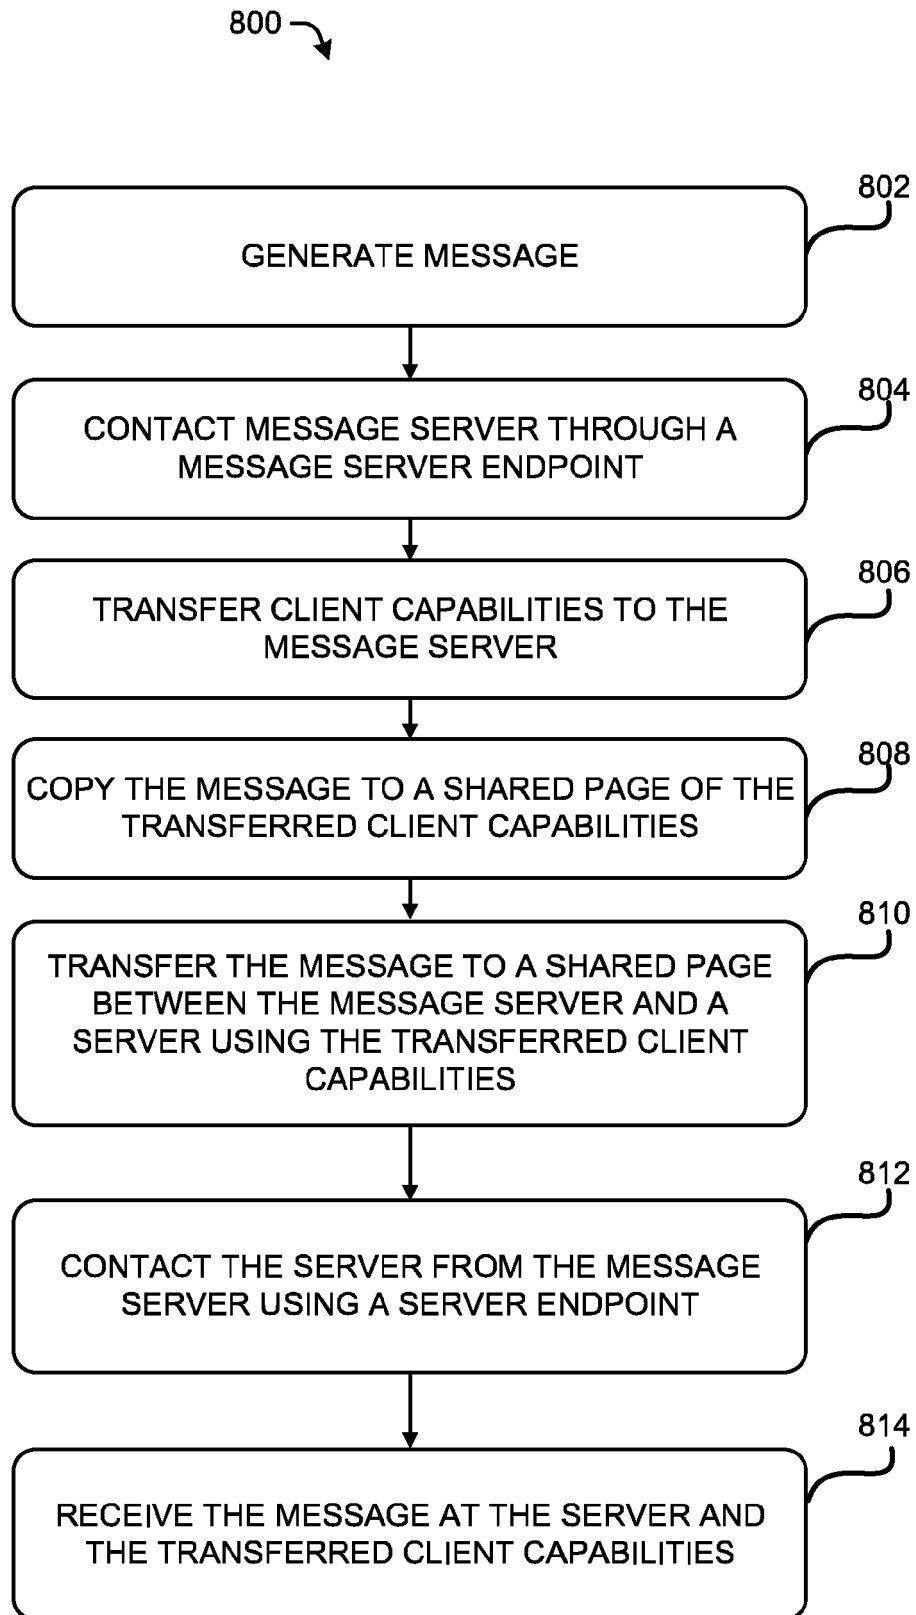 800
802
GENERATE MESSAGE
804
CONTACT MESSAGE SERVER THROUGH A
MESSAGE SERVER ENDPOINT
806
TRANSFER CLIENT CAPABILITIES TO THE
MESSAGE SERVER
808
COPY THE MESSAGE TO A SHARED PAGE OF THE
TRANSFERRED CLIENT CAPABILITIES
810
TRANSFER THE MESSAGE TO A SHARED PAGE
BETWEEN THE MESSAGE SERVER AND A
SERVER USING THE TRANSFERRED CLIENT
CAPABILITIES
812
CONTACT THE SERVER FROM THE MESSAGE
SERVER USING A SERVER ENDPOINT
814
RECEIVE THE MESSAGE AT THE SERVER AND
THE TRANSFERRED CLIENT CAPABILITIES